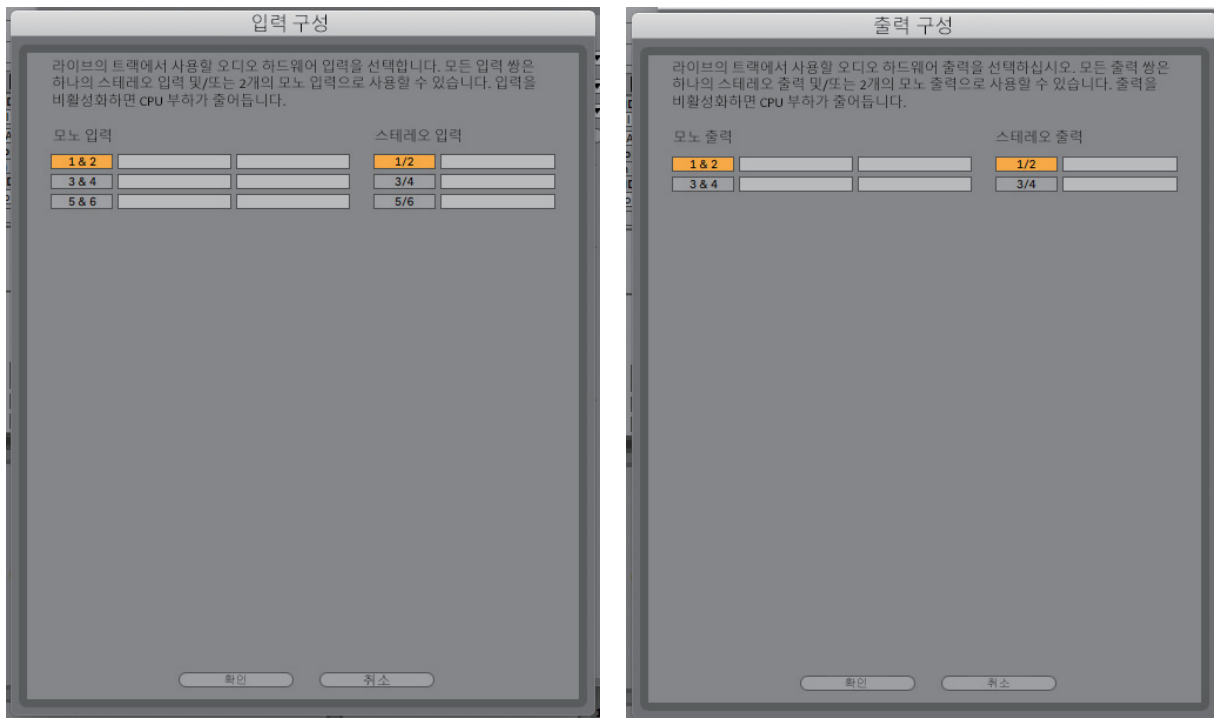 입력 구성
라이브의 트랙에서 사용할 오디오 하드웨어 입력을 선택합니다. 모든 입력 쌍은
하나의 스테레오 입력 및/또는 2개의 모노 입력으로 사용할 수 있습니다. 입력을
비활성화하면 CPU 부하가 줄어듭니다.
모노 입력 스테레오 입력
1 & 2 1/2
3 & 4 3/4
5 & 6 5/6
확인 취소
출력 구성
라이브의 트랙에서 사용할 오디오 하드웨어 출력을 선택하십시오. 모든 출력 쌍은
하나의 스테레오 출력 및/또는 2개의 모노 출력으로 사용할 수 있습니다. 출력을
비활성화하면 CPU 부하가 줄어듭니다.
모노 출력 스테레오 출력
1 & 2 1/2
3 & 4 3/4
확인 취소